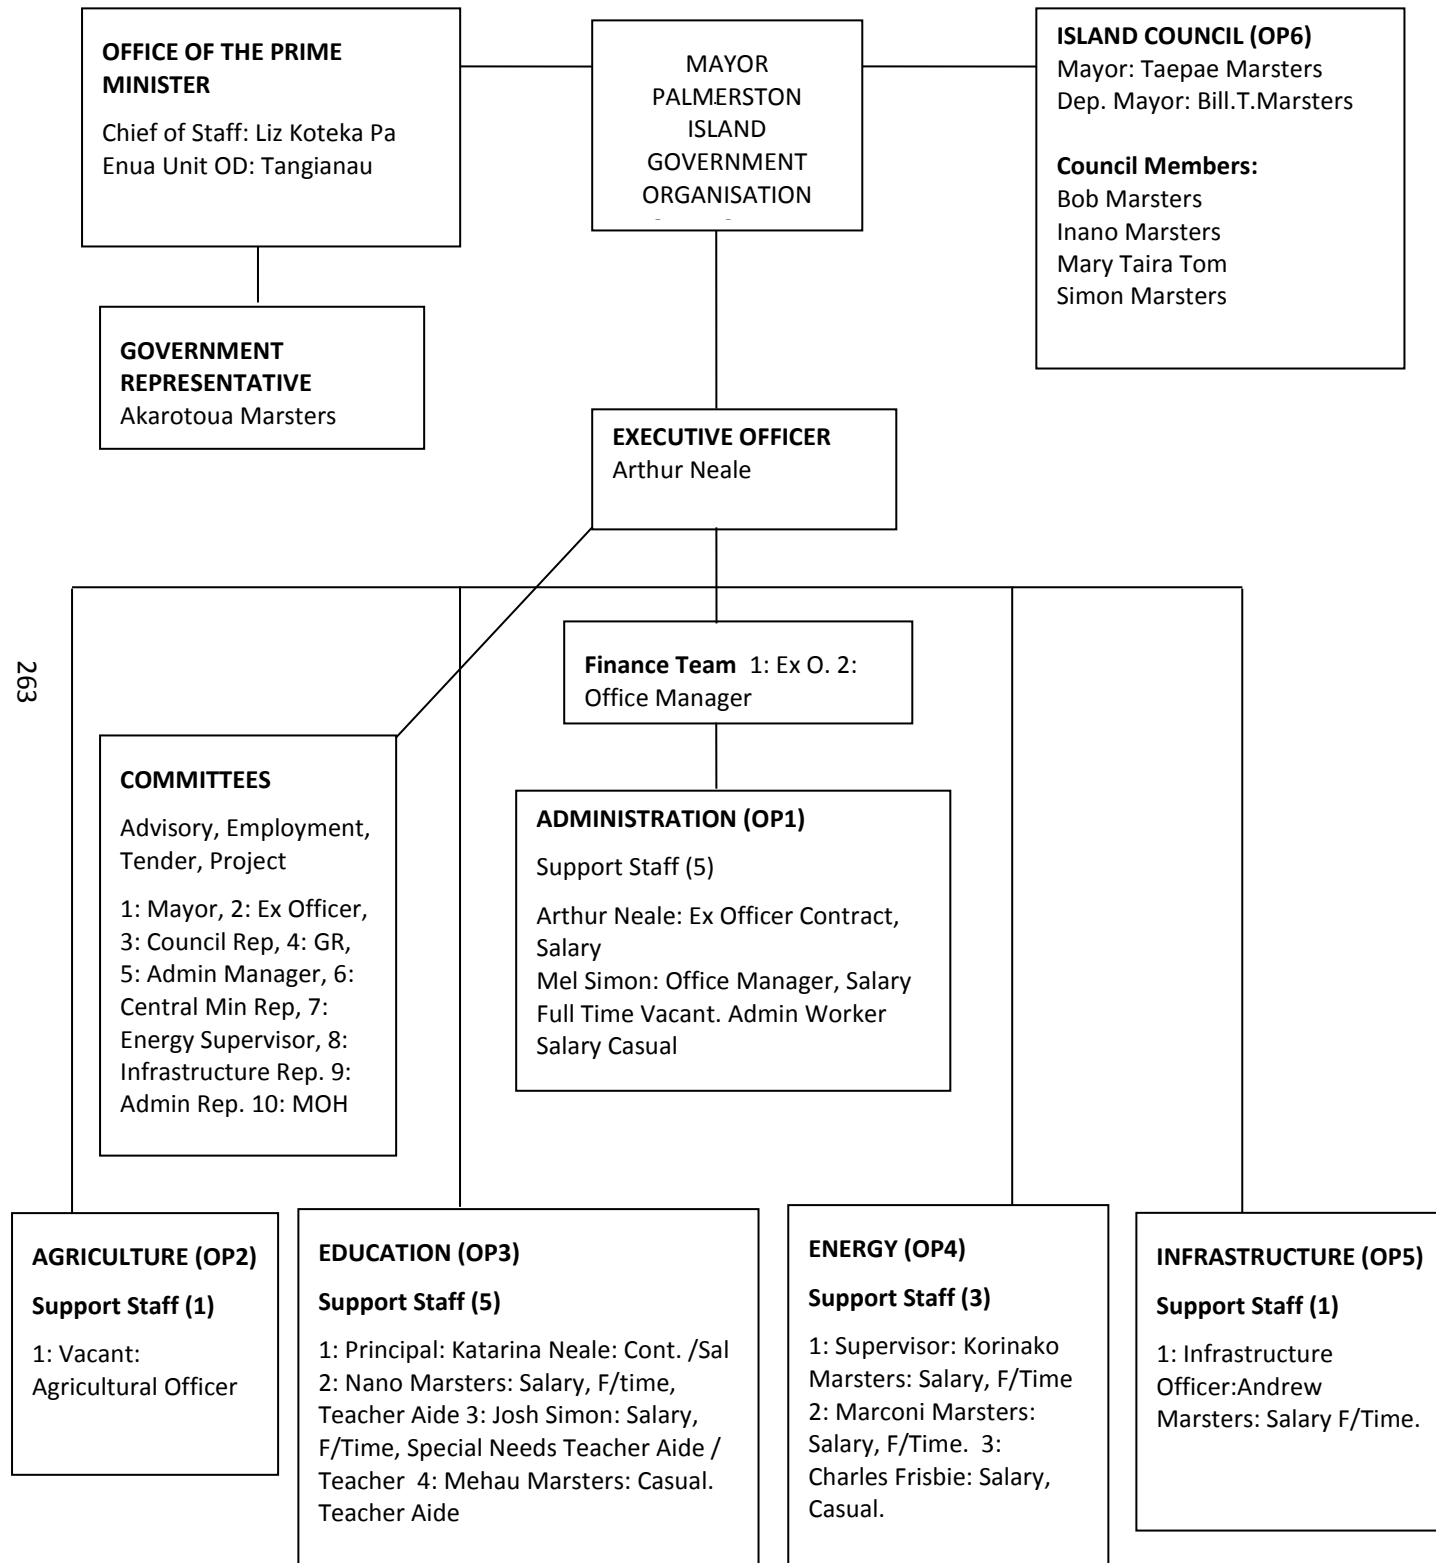 OFFICE OF THE PRIME
MINISTER
Chief of Staff: Liz Koteka Pa
Enua Unit OD: Tangianau
MAYOR
PALMERSTON
ISLAND
GOVERNMENT
ORGANISATION
ISLAND COUNCIL (OP6)
Mayor: Taepae Marsters
Dep. Mayor: Bill.T.Marsters
Council Members:
Bob Marsters
Inano Marsters
Mary Taira Tom
Simon Marsters
GOVERNMENT
REPRESENTATIVE
Akarotoua Marsters
EXECUTIVE OFFICER
Arthur Neale
263
Finance Team 1: Ex O. 2:
Office Manager
COMMITTEES
Advisory, Employment,
Tender, Project
1: Mayor, 2: Ex Officer,
3: Council Rep, 4: GR,
5: Admin Manager, 6:
Central Min Rep, 7:
Energy Supervisor, 8:
Infrastructure Rep. 9:
Admin Rep. 10: MOH
ADMINISTRATION (OP1)
Support Staff (5)
Arthur Neale: Ex Officer Contract,
Salary
Mel Simon: Office Manager, Salary
Full Time Vacant. Admin Worker
Salary Casual
AGRICULTURE (OP2)
Support Staff (1)
1: Vacant:
Agricultural Officer
EDUCATION (OP3)
Support Staff (5)
1: Principal: Katarina Neale: Cont. /Sal
2: Nano Marsters: Salary, F/time,
Teacher Aide 3: Josh Simon: Salary,
F/Time, Special Needs Teacher Aide /
Teacher 4: Mehau Marsters: Casual.
Teacher Aide
ENERGY (OP4)
Support Staff (3)
1: Supervisor: Korinako
Marsters: Salary, F/Time
2: Marconi Marsters:
Salary, F/Time. 3:
Charles Frisbie: Salary,
Casual.
INFRASTRUCTURE (OP5)
Support Staff (1)
1: Infrastructure
Officer:Andrew
Marsters: Salary F/Time.